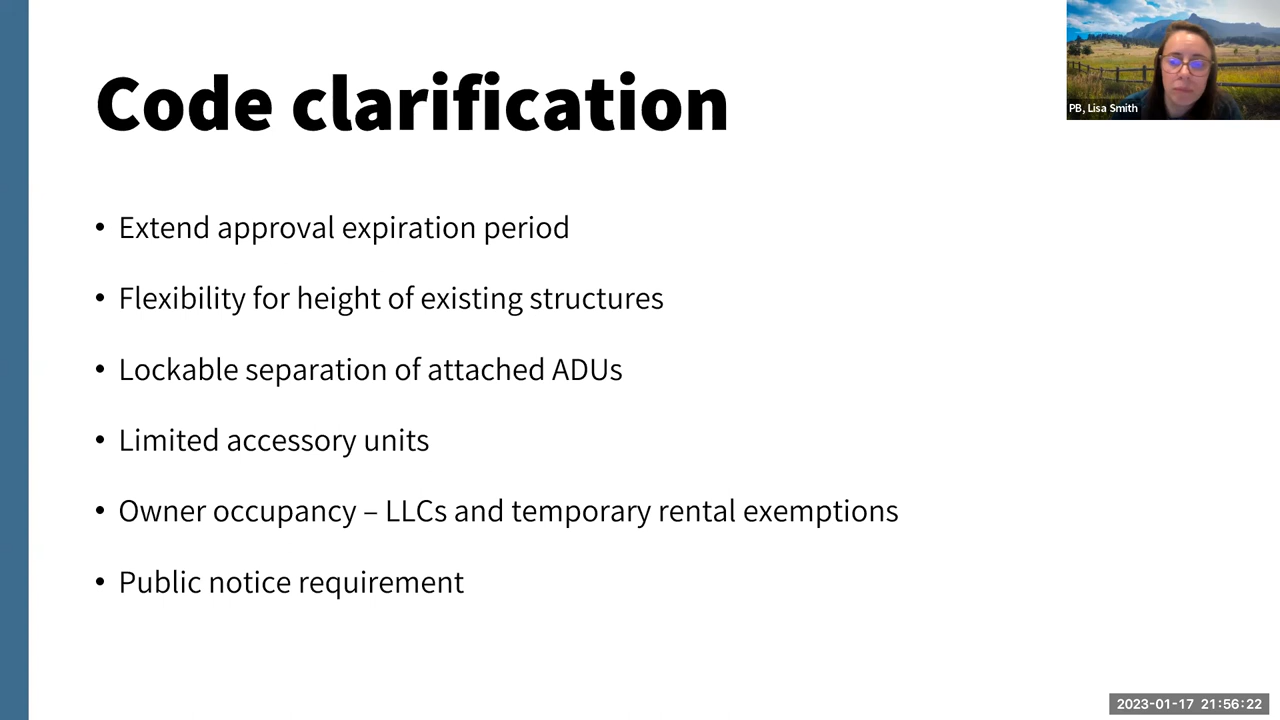 Code clarification
PB, Lisa Smith
• Extend approval expiration period
• Flexibility for height of existing structures
• Lockable separation of attached ADUs
• Limited accessory units
• Owner occupancy – LLCs and temporary rental exemptions
• Public notice requirement
2023-01-17 21:56:22